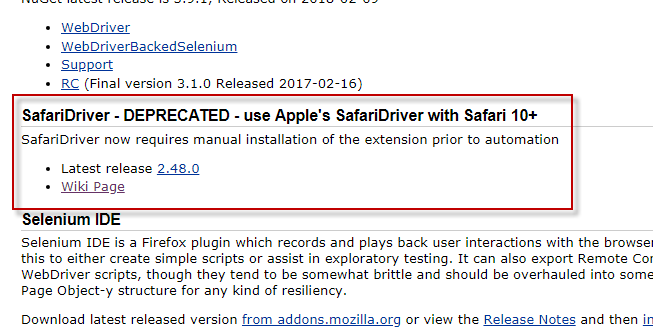 NuGet latest release is 3.9.1, Released on 2018-02-09
WebDriver
WebDriverBackedSelenium
Support
RC (Final version 3.1.0 Released 2017-02-16)
SafariDriver - DEPRECATED - use Apple's SafariDriver with Safari 10+
SafariDriver now requires manual installation of the extension prior to automation
Latest release 2.48.0
Wiki Page
Selenium IDE
Selenium IDE is a Firefox plugin which records and plays back user interactions with the browser
this to either create simple scripts or assist in exploratory testing. It can also export Remote Con
WebDriver scripts, though they tend to be somewhat brittle and should be overhauled into some
Page Object-y structure for any kind of resiliency.
Download latest released version from addons.mozilla.org or view the Release Notes and then in